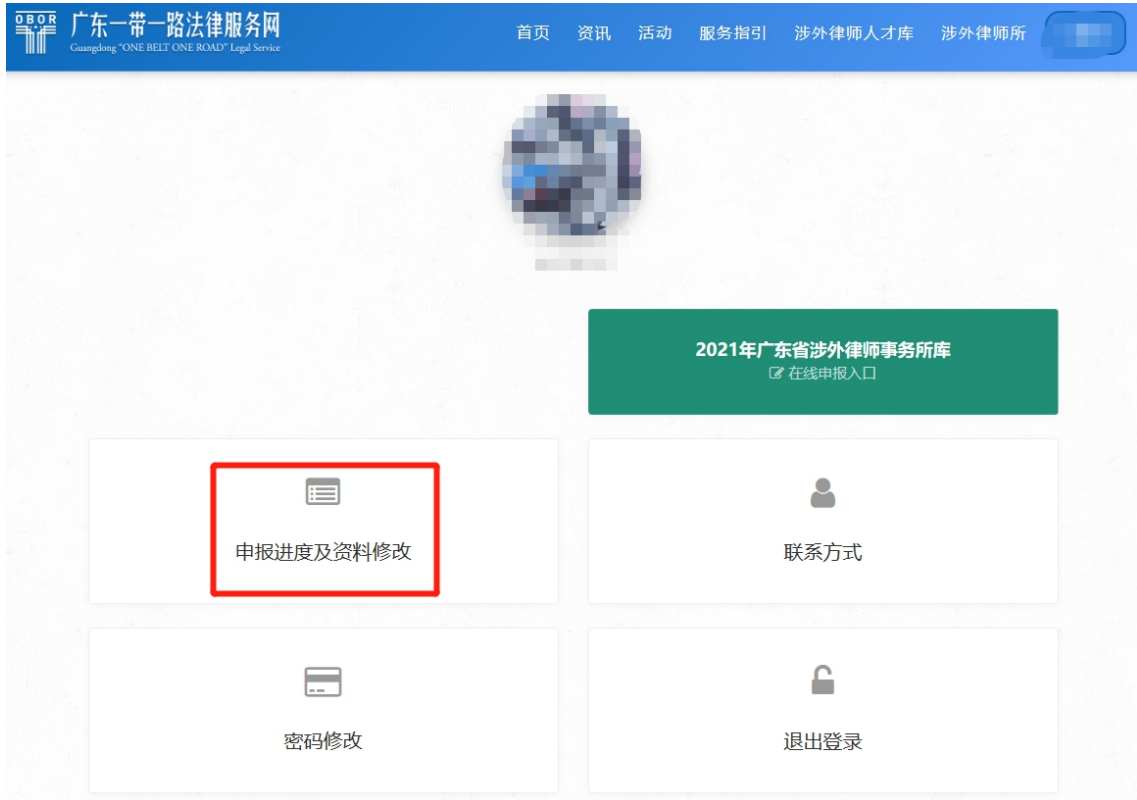 OBOR
广东一带一路法律服务网
Guangdong "ONE BELT ONE ROAD" Legal Service
首页 资讯 活动 服务指引 涉外律师人才库 涉外律师所
2021年广东省涉外律师事务所库
在线申报入口
申报进度及资料修改
联系方式
密码修改
退出登录